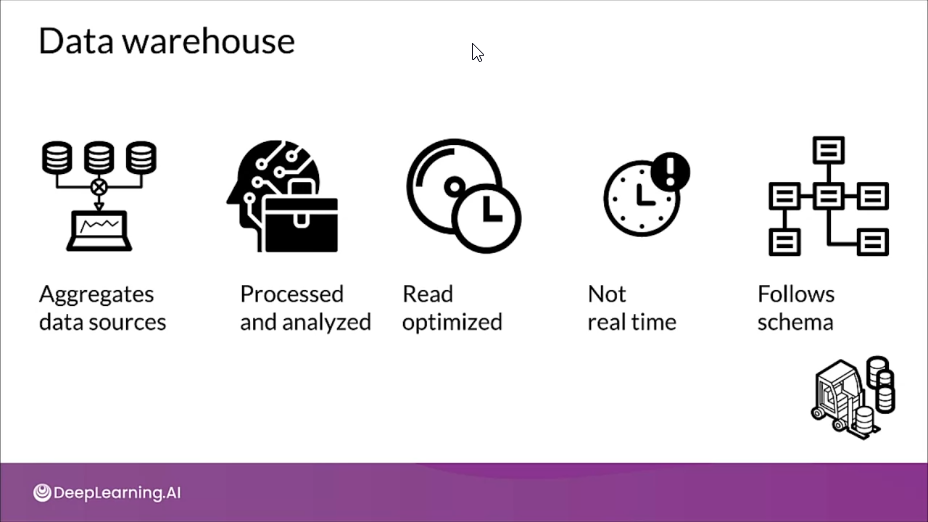 Data warehouse
Aggregates
data sources
Processed
and analyzed
Read
optimized
Not
real time
Follows
schema
DeepLearning.AI